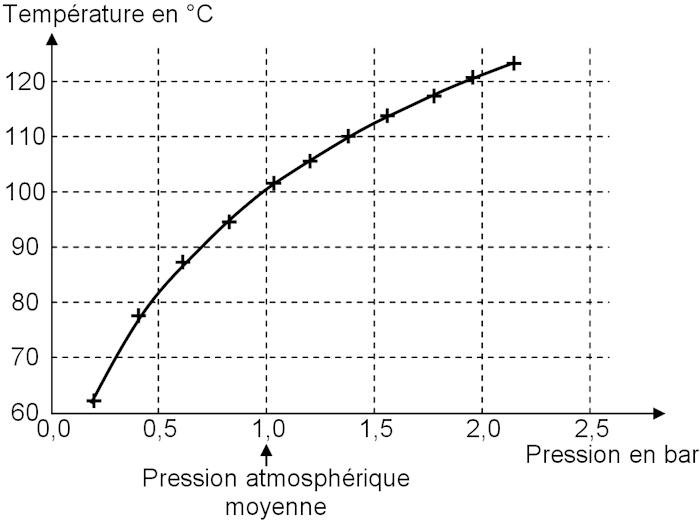 Température en °C
120
110
100
90
80
70
60
0,0 0,5 1,0 1,5 2,0 2,5
Pression en bar
Pression atmosphérique
moyenne